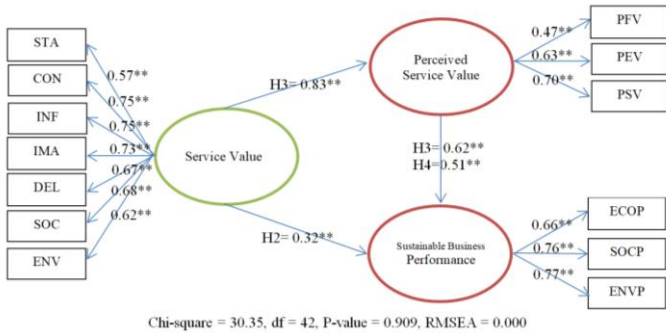 STA
CON
INF
IMA
DEL
SOC
ENV
0.57**
0.75**
0.75**
0.73**
0.67**
0.68**
0.62**
Service Value
H3= 0.83**
H2= 0.32**
Perceived
Service Value
H3= 0.62**
H4= 0.51**
Sustainable Business
Performance
0.47**
0.63**
0.70**
PFV
PEV
PSV
0.66**
0.76**
0.77**
ECOP
SOCP
ENVP
Chi-square = 30.35, df = 42, P-value = 0.909, RMSEA = 0.000